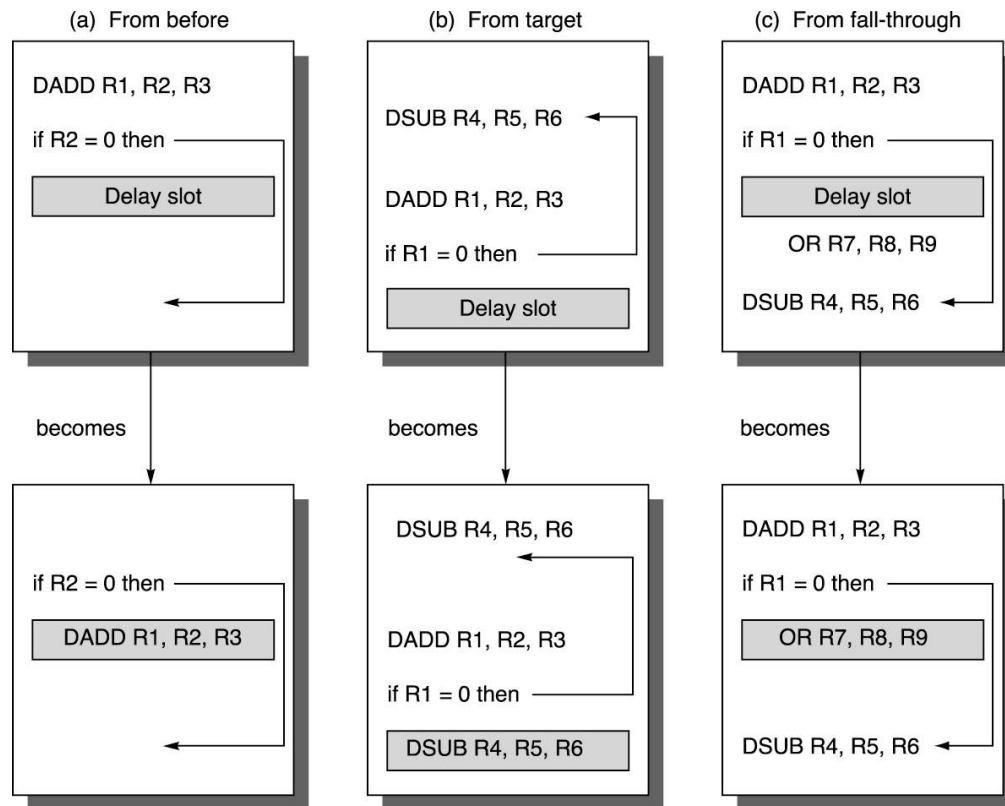 (a) From before
DADD R1, R2, R3
if R2 = 0 then
Delay slot
becomes
if R2 = 0 then
DADD R1, R2, R3
(b) From target
DSUB R4, R5, R6
DADD R1, R2, R3
if R1 = 0 then
Delay slot
becomes
DSUB R4, R5, R6
DADD R1, R2, R3
if R1 = 0 then
DSUB R4, R5, R6
(c) From fall-through
DADD R1, R2, R3
if R1 = 0 then
Delay slot
OR R7, R8, R9
DSUB R4, R5, R6
becomes
DADD R1, R2, R3
if R1 = 0 then
OR R7, R8, R9
DSUB R4, R5, R6